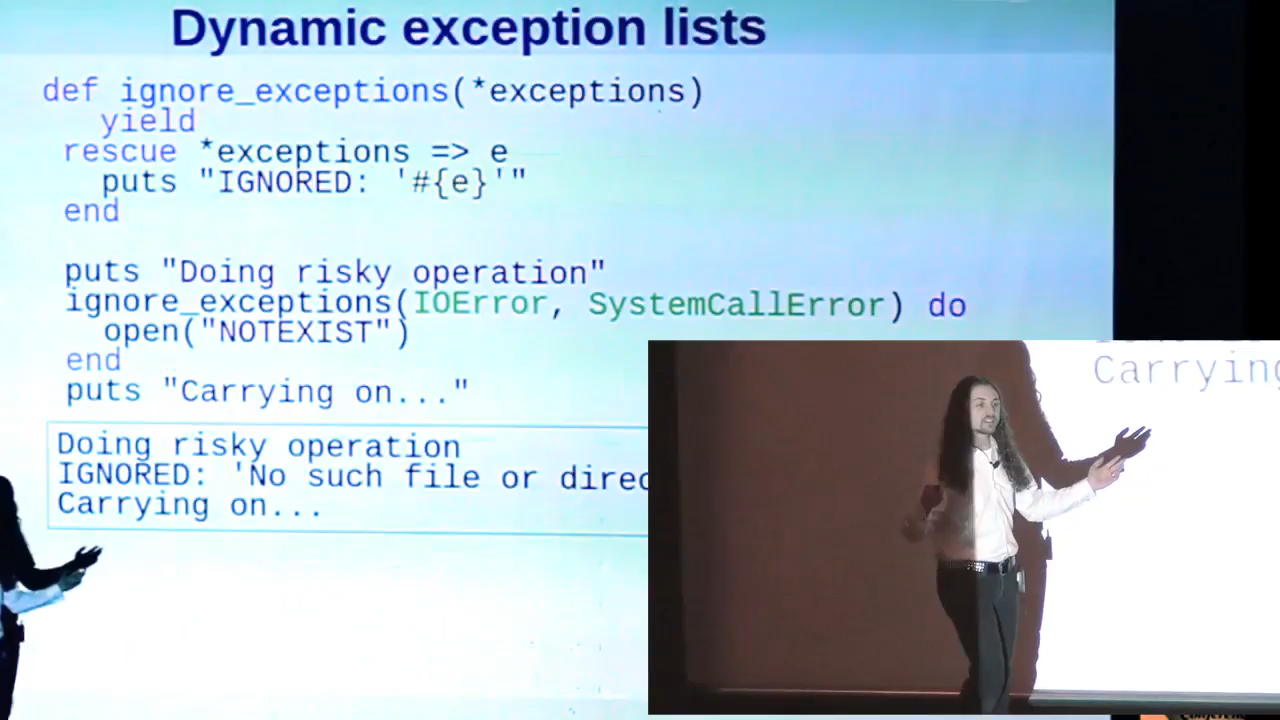 Dynamic exception lists
def ignore_exceptions(*exceptions)
yield
rescue *exceptions => e
puts "IGNORED: '#{e}'"
end
puts "Doing risky operation"
ignore_exceptions(IOError, SystemCallError) do
open("NOTEXIST")
end
puts "Carrying on..."
Doing risky operation
IGNORED: 'No such file or direc
Carrying on...
Carrying